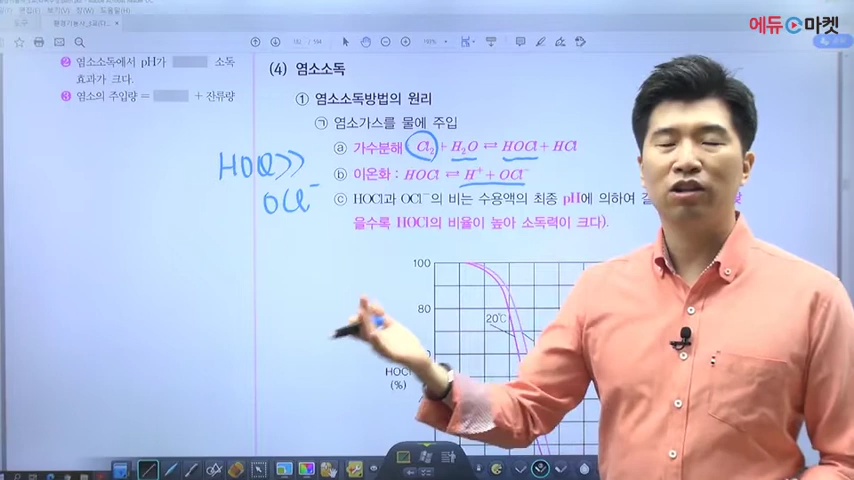 에듀마켓
❷ 염소소독에서 pH가 소독
효과가 크다.
❸ 염소의 주입량 = + 잔류량
(4) 염소소독
① 염소소독방법의 원리
㉠ 염소가스를 물에 주입
ⓐ 가수분해 : Cl₂ + H₂O ⇌ HOCl + HCl
ⓑ 이온화 : HOCl ⇌ H⁺ + OCl⁻
ⓒ HOCl과 OCl⁻의 비는 수용액의 최종 pH에 의하여
을수록 HOCl의 비율이 높아 소독력이 크다).
HOCl >>
OCl⁻
100
80
20℃
HOCl
(%)